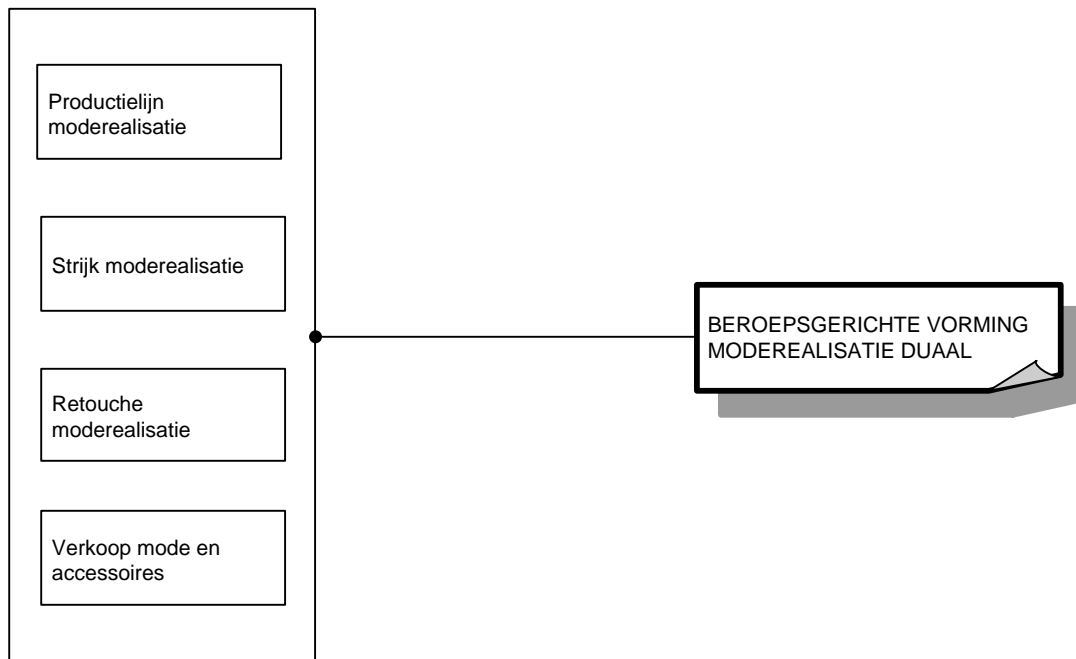 Productielijn
moderealisatie
Strijk moderealisatie
Retouche
moderealisatie
Verkoop mode en
accessoires
BEROEPSGERICHTE VORMING
MODEREALISATIE DUAAL